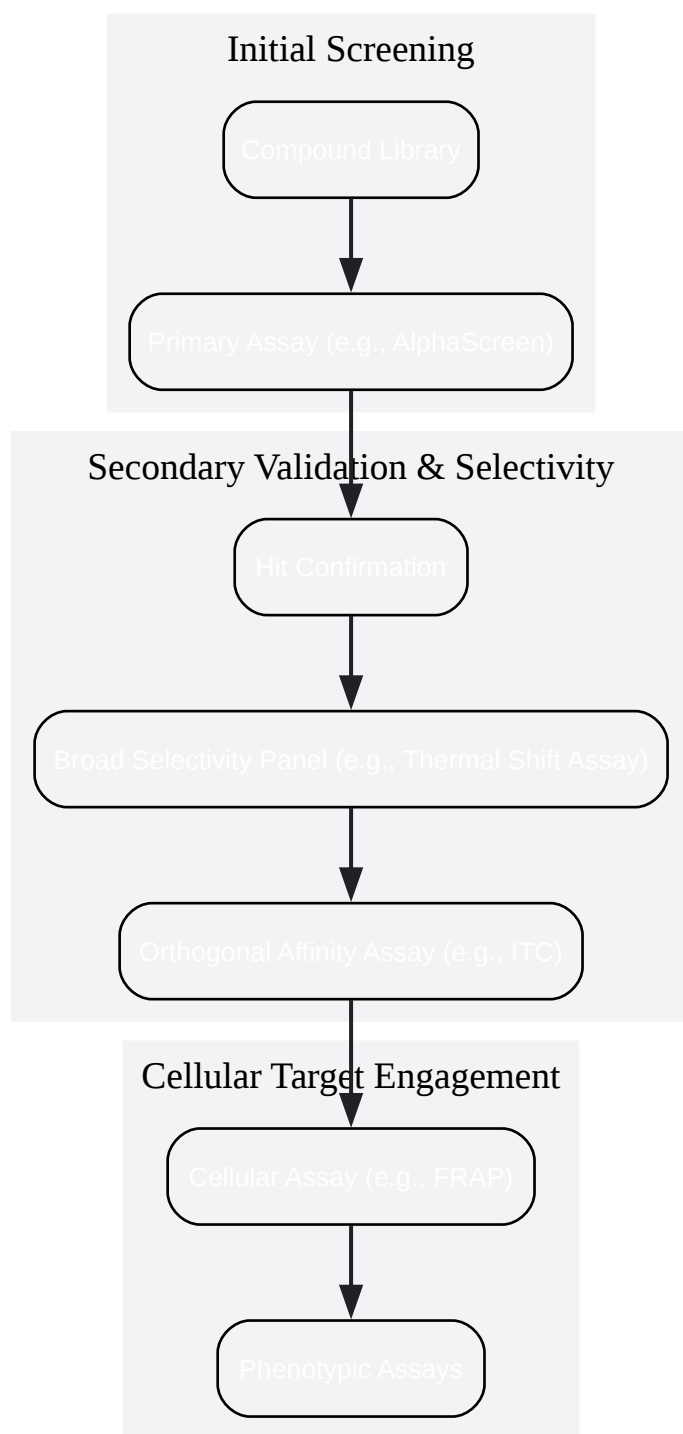 Initial Screening
Compound Library
Primary Assay (e.g., AlphaScreen)
Secondary Validation & Selectivity
Hit Confirmation
Broad Selectivity Panel (e.g., Thermal Shift Assay)
Orthogonal Affinity Assay (e.g., ITC)
Cellular Target Engagement
Cellular Assay (e.g., FRAP)
Phenotypic Assays